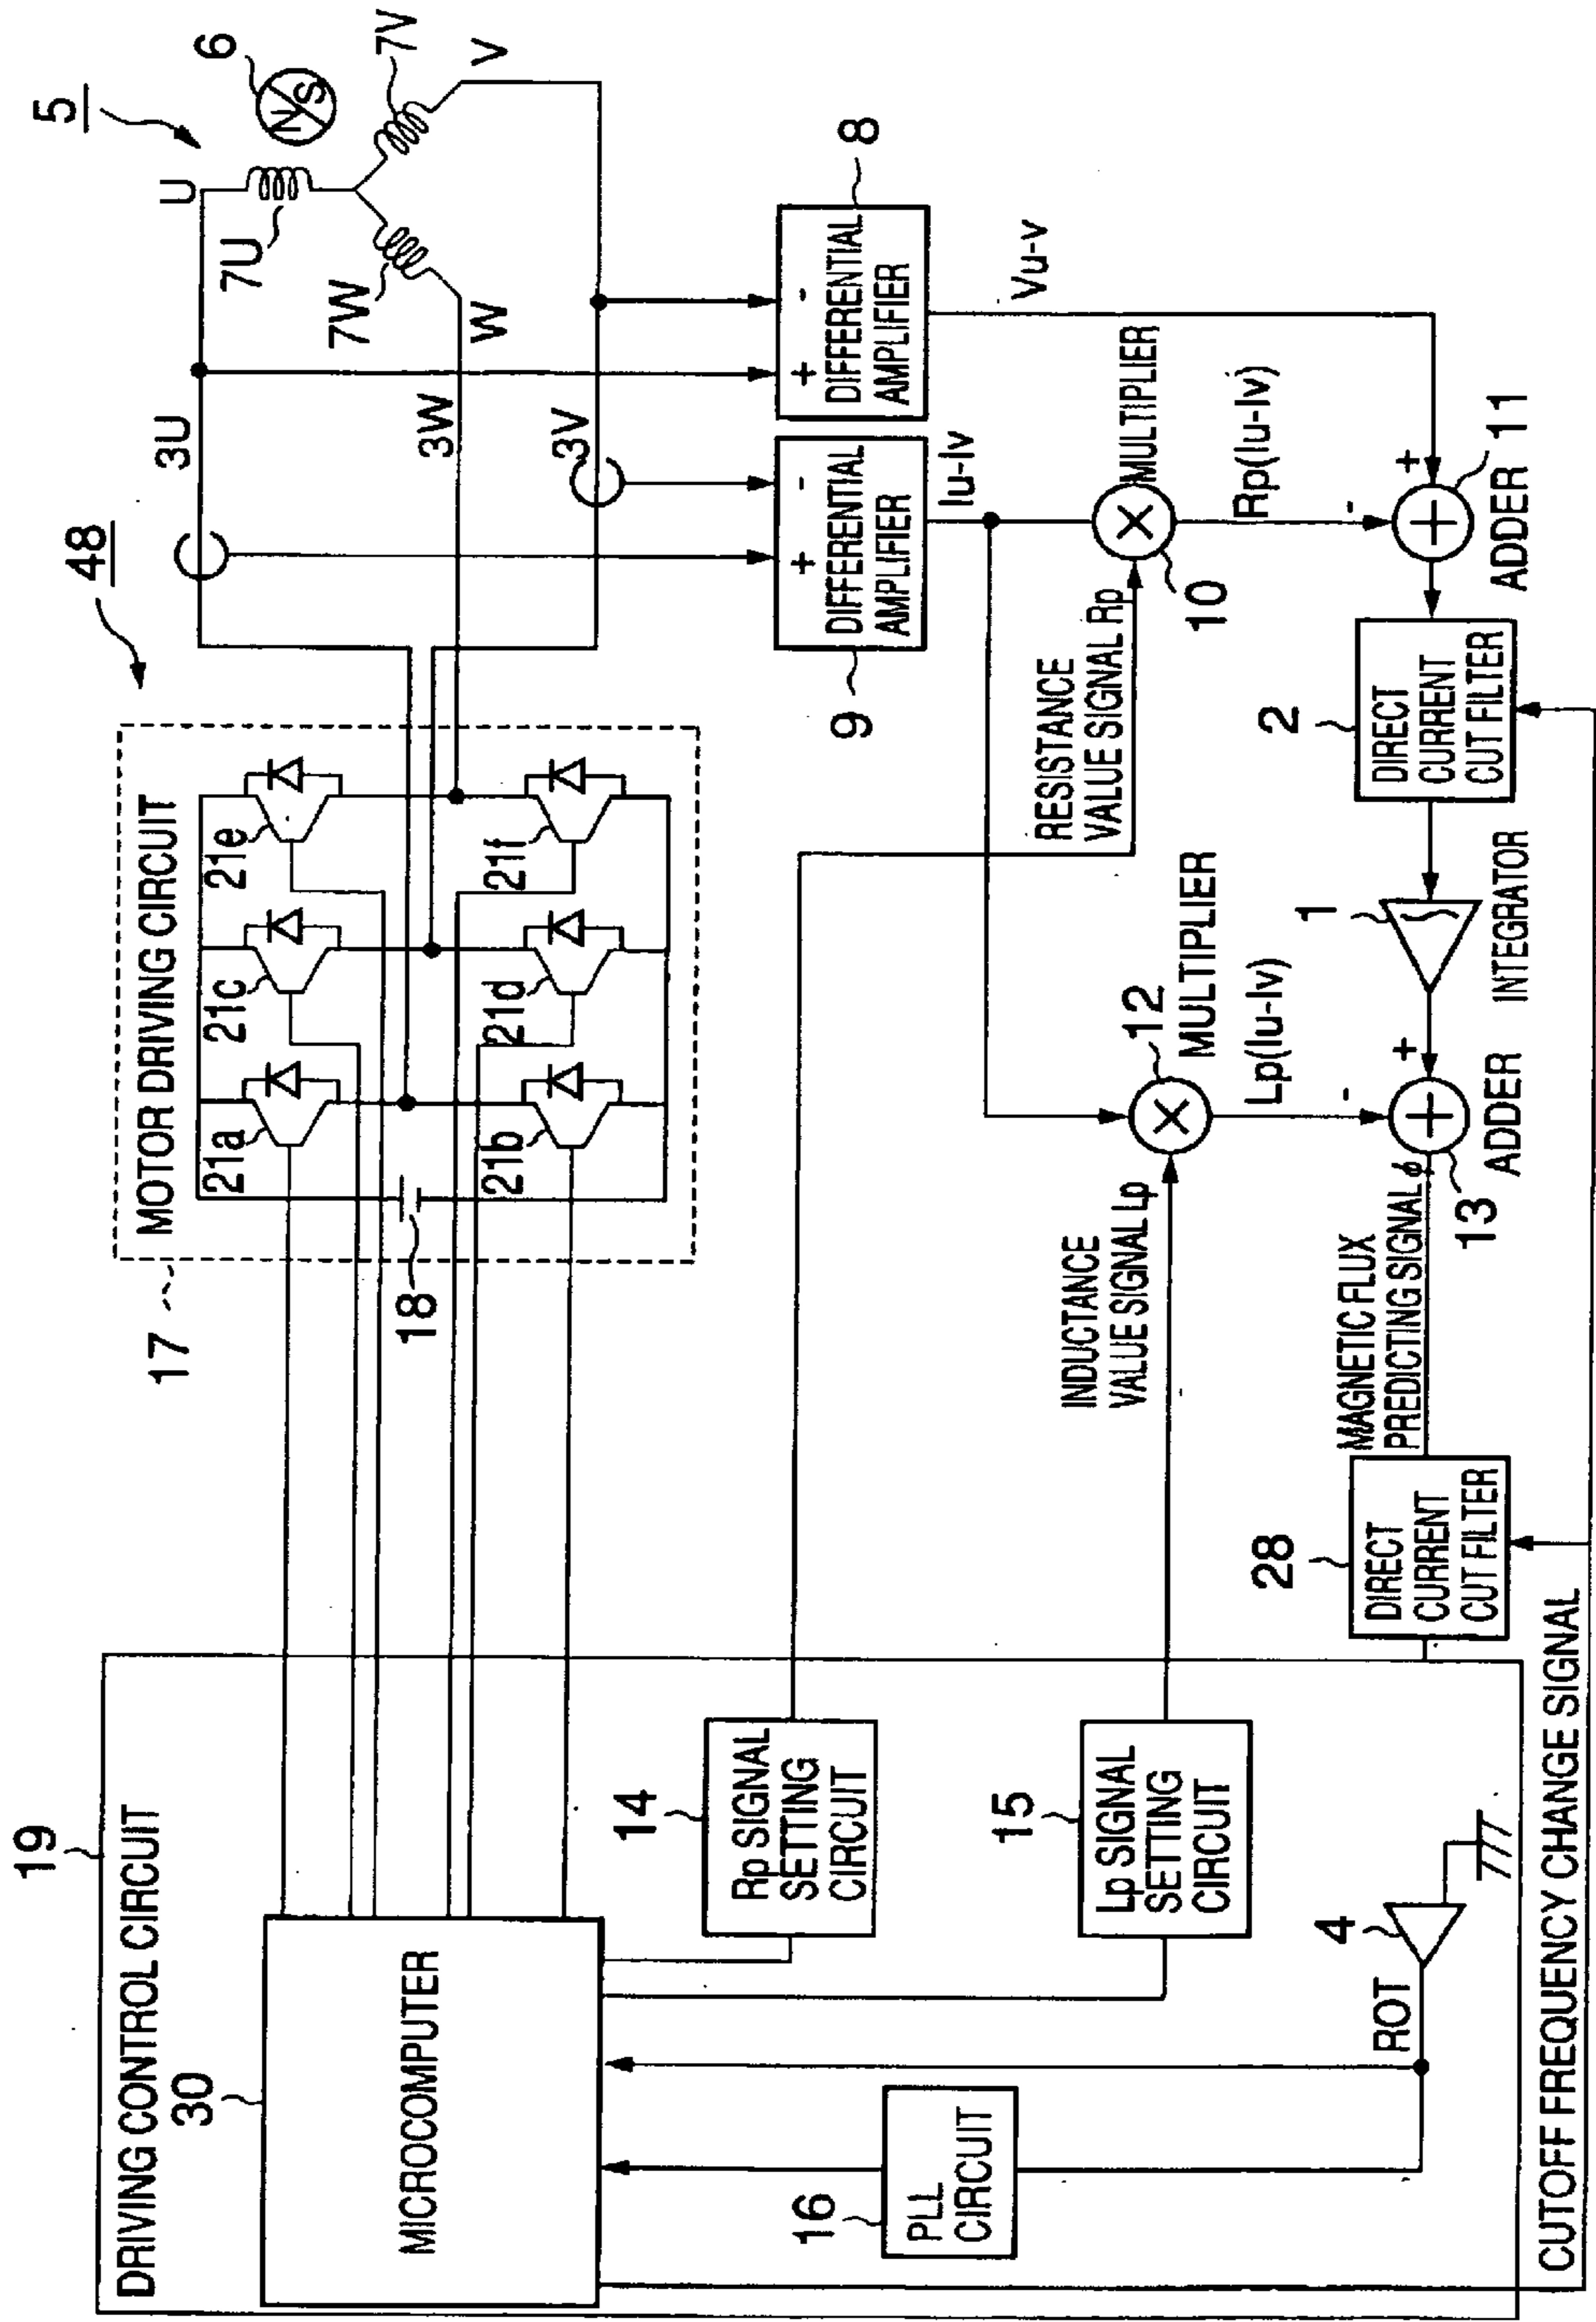 19
DRIVING CONTROL CIRCUIT
30
MICROCOMPUTER
16
PLL
CIRCUIT
14
Rp SIGNAL
SETTING
CIRCUIT
15
Lp SIGNAL
SETTING
CIRCUIT
4
ROT
CUTOFF FREQUENCY CHANGE SIGNAL
17
MOTOR DRIVING CIRCUIT
18
21a
21c
21e
21b
21d
21f
48
5
3U
3W
3V
U
W
V
7U
7W
7V
6
N
S
9
+
-
DIFFERENTIAL
AMPLIFIER
Iu-Iv
8
+
-
DIFFERENTIAL
AMPLIFIER
Vu-v
RESISTANCE
VALUE SIGNAL Rp
×
10
MULTIPLIER
Rp(Iu-Iv)
-
+
+
ADDER 11
2
DIRECT
CURRENT
CUT FILTER
1
∫
INTEGRATOR
INDUCTANCE
VALUE SIGNAL Lp
×
12
MULTIPLIER
Lp(Iu-Iv)
-
+
+
13
ADDER
MAGNETIC FLUX
PREDICTING SIGNAL ϕ
28
DIRECT
CURRENT
CUT FILTER